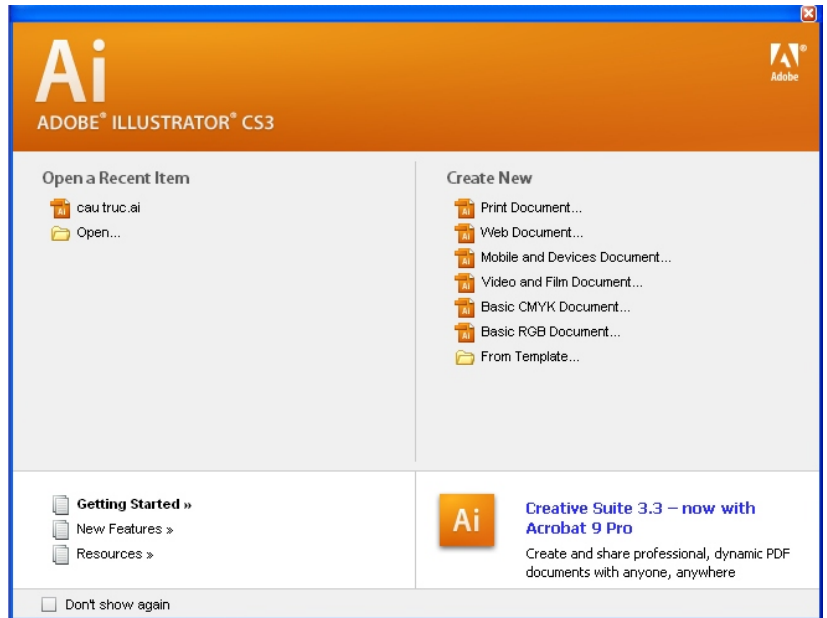 Ai
ADOBE® ILLUSTRATOR® CS3
Adobe®
Open a Recent Item
cau truc.ai
Open...
Create New
Print Document...
Web Document...
Mobile and Devices Document...
Video and Film Document...
Basic CMYK Document...
Basic RGB Document...
From Template...
Getting Started »
New Features »
Resources »
Ai
Creative Suite 3.3 – now with
Acrobat 9 Pro
Create and share professional, dynamic PDF
documents with anyone, anywhere
Don't show again